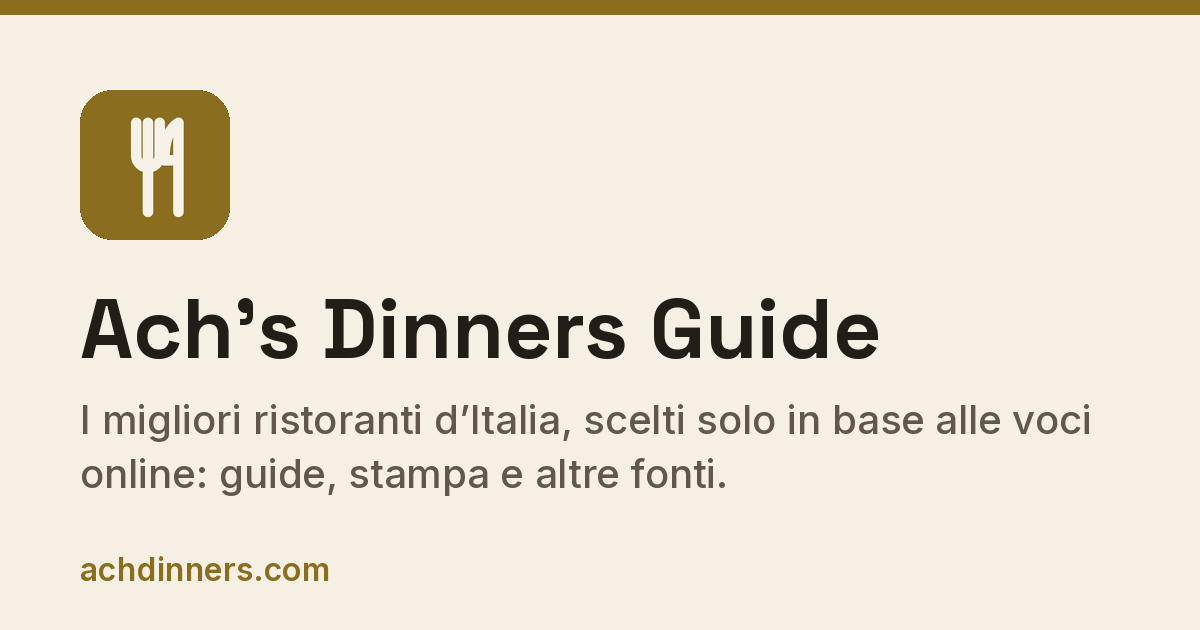 Ach’s Dinners Guide
I migliori ristoranti d’Italia, scelti solo in base alle voci
online: guide, stampa e altre fonti.
achdinners.com